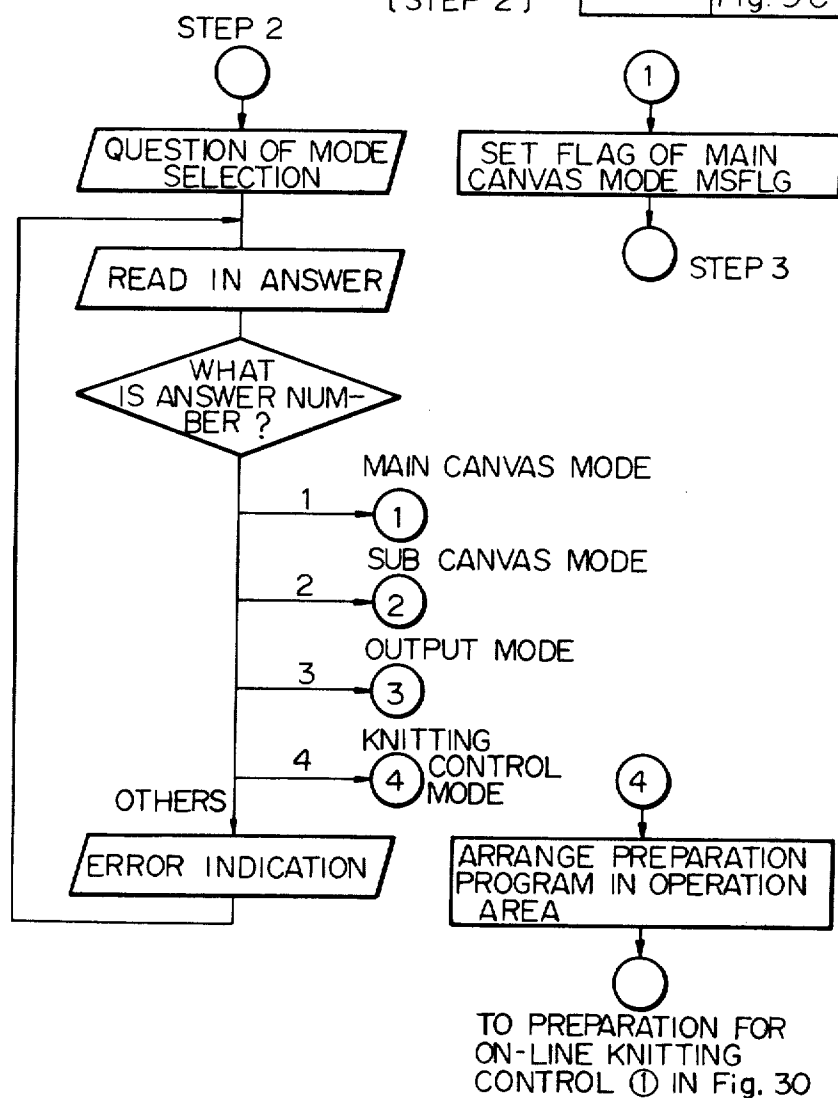 [STEP 2]
Fig. 3C
STEP 2
QUESTION OF MODE
SELECTION
READ IN ANSWER
WHAT
IS ANSWER NUM-
BER ?
MAIN CANVAS MODE
1
1
SUB CANVAS MODE
2
2
OUTPUT MODE
3
3
KNITTING
CONTROL
MODE
4
4
OTHERS
ERROR INDICATION
1
SET FLAG OF MAIN
CANVAS MODE MSFLG
STEP 3
4
ARRANGE PREPARATION
PROGRAM IN OPERATION
AREA
TO PREPARATION FOR
ON-LINE KNITTING
CONTROL ① IN Fig. 30